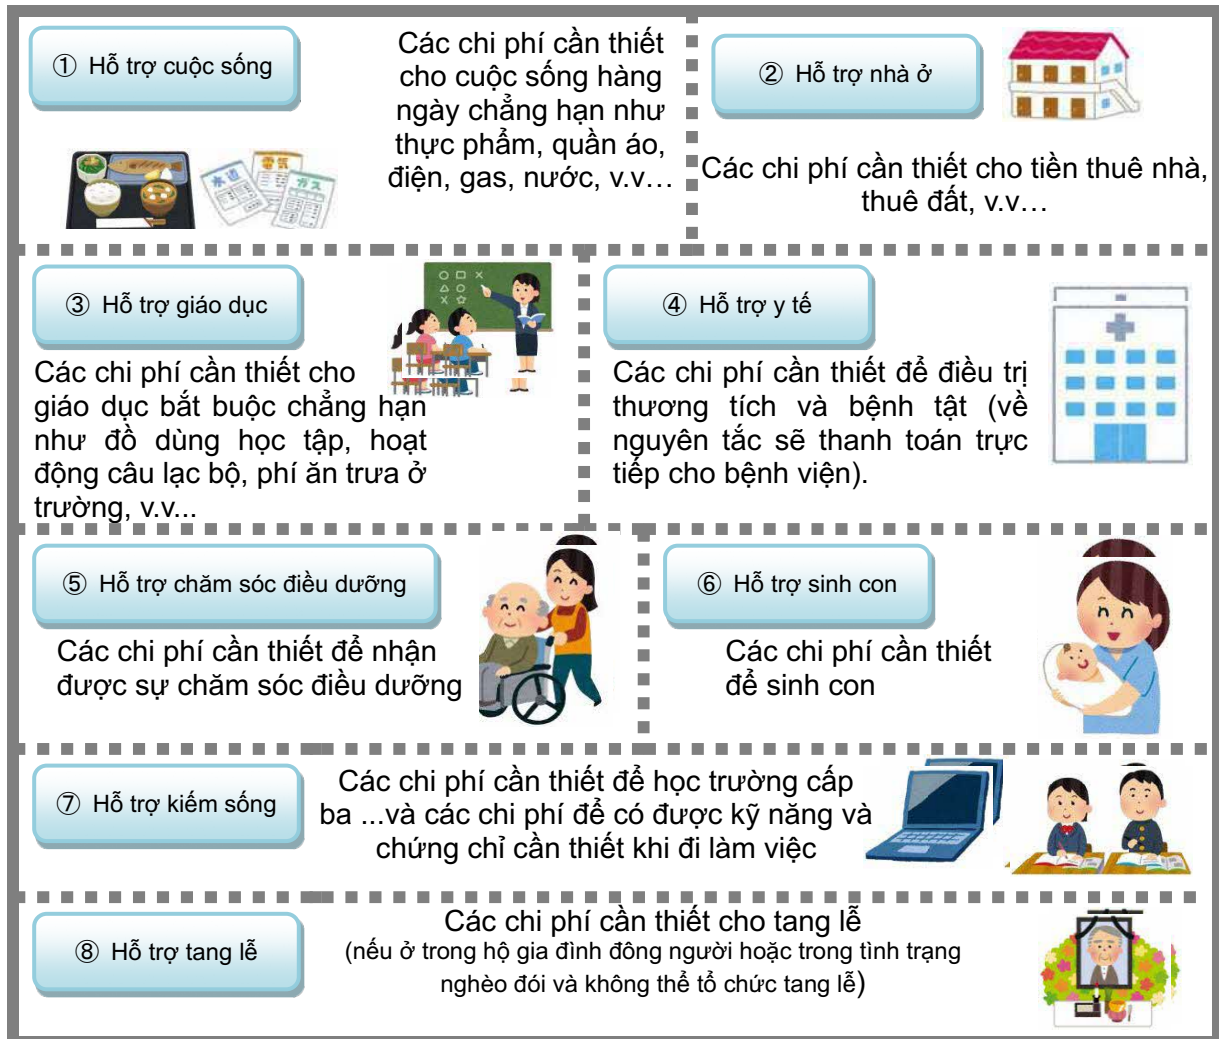 ① Hỗ trợ cuộc sống
Các chi phí cần thiết
cho cuộc sống hàng
ngày chẳng hạn như
thực phẩm, quần áo,
điện, gas, nước, v.v…
水道
電気
ガス
② Hỗ trợ nhà ở
Các chi phí cần thiết cho tiền thuê nhà,
thuê đất, v.v…
③ Hỗ trợ giáo dục
Các chi phí cần thiết cho
giáo dục bắt buộc chẳng hạn
như đồ dùng học tập, hoạt
động câu lạc bộ, phí ăn trưa ở
trường, v.v...
④ Hỗ trợ y tế
Các chi phí cần thiết để điều trị
thương tích và bệnh tật (về
nguyên tắc sẽ thanh toán trực
tiếp cho bệnh viện).
⑤ Hỗ trợ chăm sóc điều dưỡng
Các chi phí cần thiết để nhận
được sự chăm sóc điều dưỡng
⑥ Hỗ trợ sinh con
Các chi phí cần thiết
để sinh con
⑦ Hỗ trợ kiếm sống
Các chi phí cần thiết để học trường cấp
ba ...và các chi phí để có được kỹ năng và
chứng chỉ cần thiết khi đi làm việc
⑧ Hỗ trợ tang lễ
Các chi phí cần thiết cho tang lễ
(nếu ở trong hộ gia đình đông người hoặc trong tình trạng
nghèo đói và không thể tổ chức tang lễ)